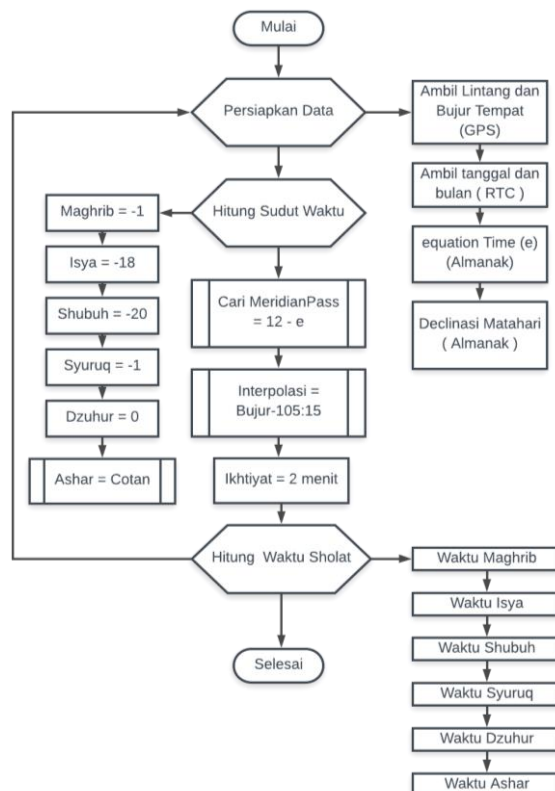 Mulai
Persiapkan Data
Ambil Lintang dan
Bujur Tempat
(GPS)
Ambil tanggal dan
bulan ( RTC )
equation Time (e)
(Almanak)
Declinasi Matahari
( Almanak )
Hitung Sudut Waktu
Maghrib = -1
Isya = -18
Shubuh = -20
Syuruq = -1
Dzuhur = 0
Ashar = Cotan
Cari MeridianPass
= 12 - e
Interpolasi =
Bujur-105:15
Ikhtiyat = 2 menit
Hitung Waktu Sholat
Waktu Maghrib
Waktu Isya
Waktu Shubuh
Waktu Syuruq
Waktu Dzuhur
Waktu Ashar
Selesai